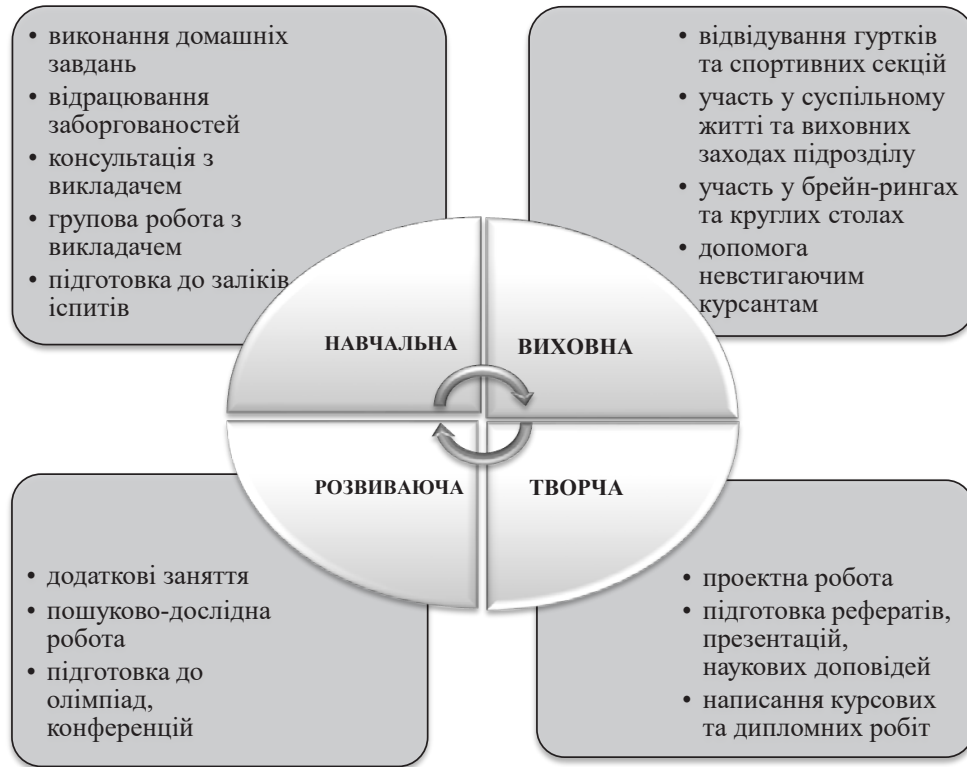 • виконання домашніх
завдань
• відрацювання
заборгованостей
• консультація з
викладачем
• групова робота з
викладачем
• підготовка до заліків
іспитів
• відвідування гуртків
та спортивних секцій
• участь у суспільному
житті та виховних
заходах підрозділу
• участь у брейн-рингах
та круглих столах
• допомога
невстигаючим
курсантам
НАВЧАЛЬНА
ВИХОВНА
РОЗВИВАЮЧА
ТВОРЧА
• додаткові заняття
• пошуково-дослідна
робота
• підготовка до
олімпіад,
конференцій
• проектна робота
• підготовка рефератів,
презентацій,
наукових доповідей
• написання курсових
та дипломних робіт